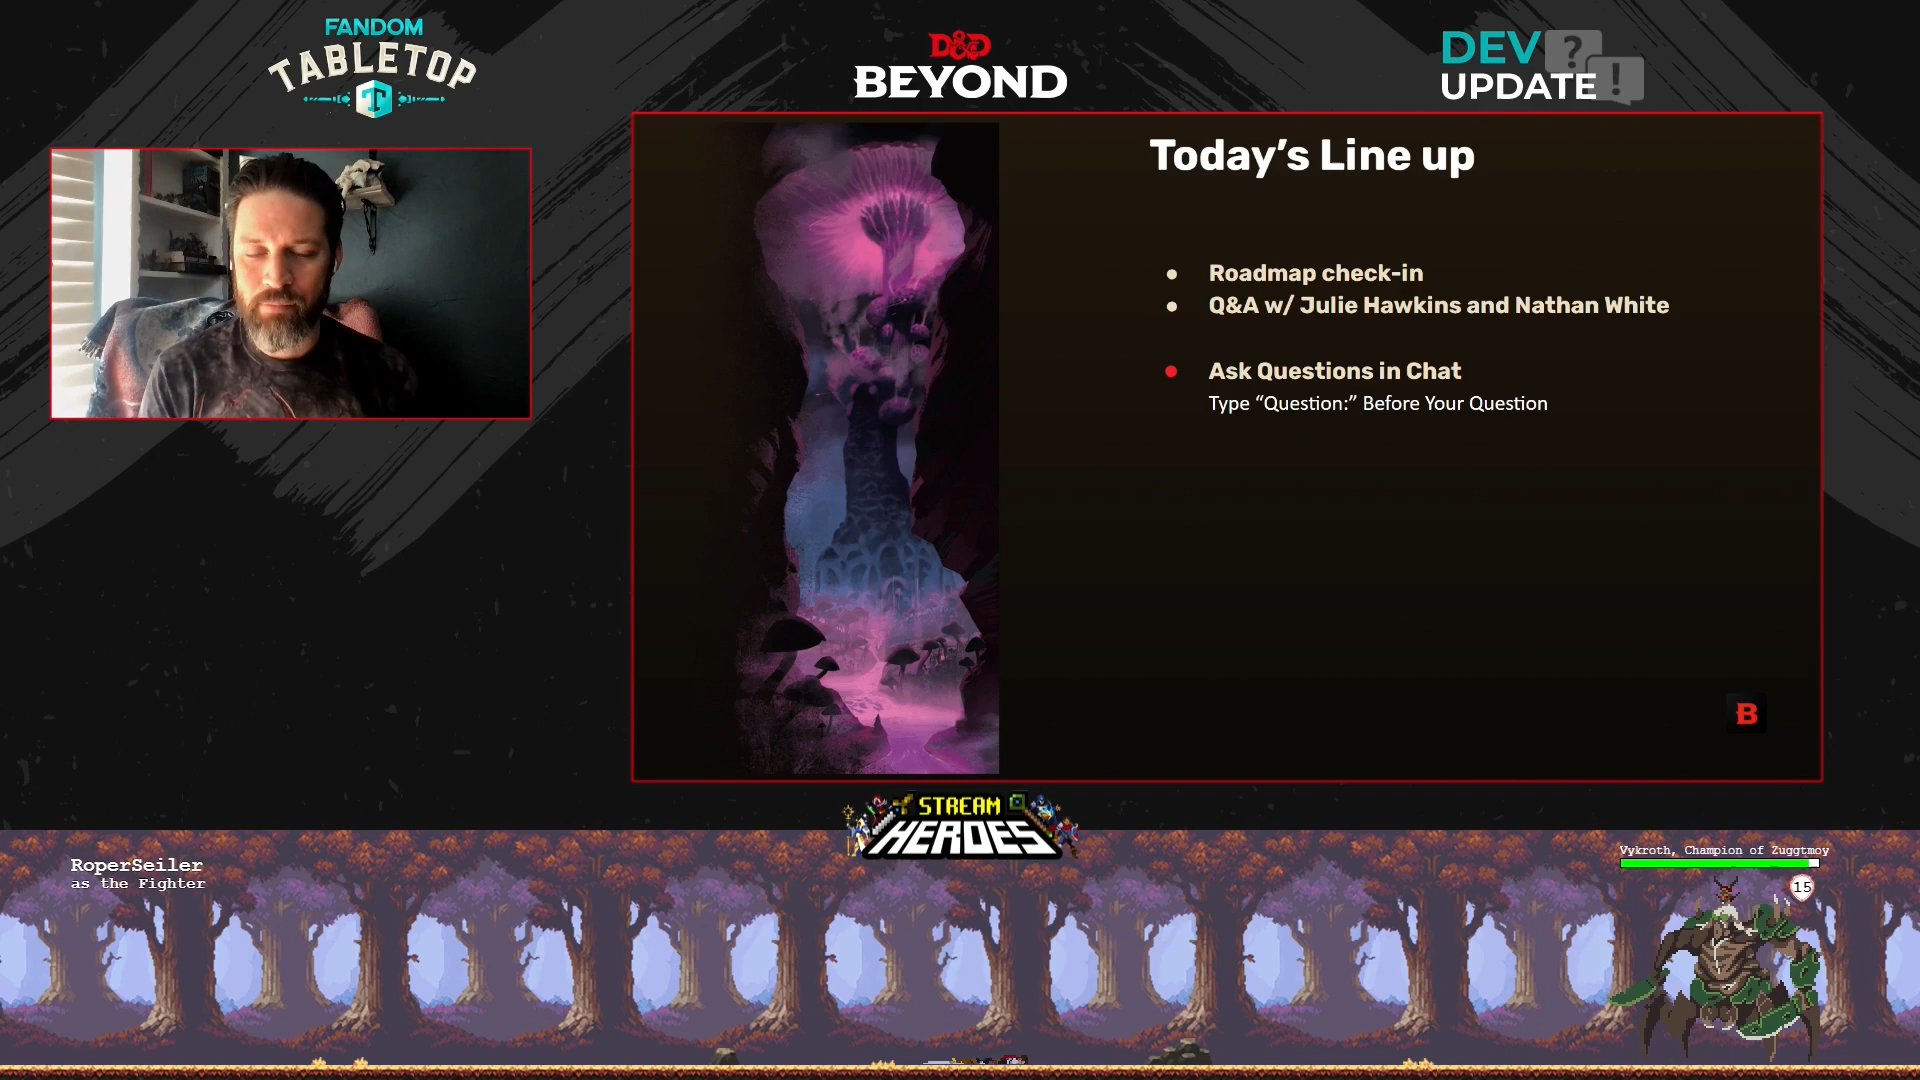 FANDOM
TABLETOP
T
D&D
BEYOND
DEV ?
UPDATE !
Today’s Line up
● Roadmap check-in
● Q&A w/ Julie Hawkins and Nathan White
● Ask Questions in Chat
Type “Question:” Before Your Question
B
STREAM
HEROES
RoperSeiler
as the Fighter
Vykroth, Champion of Zuggtmoy
15